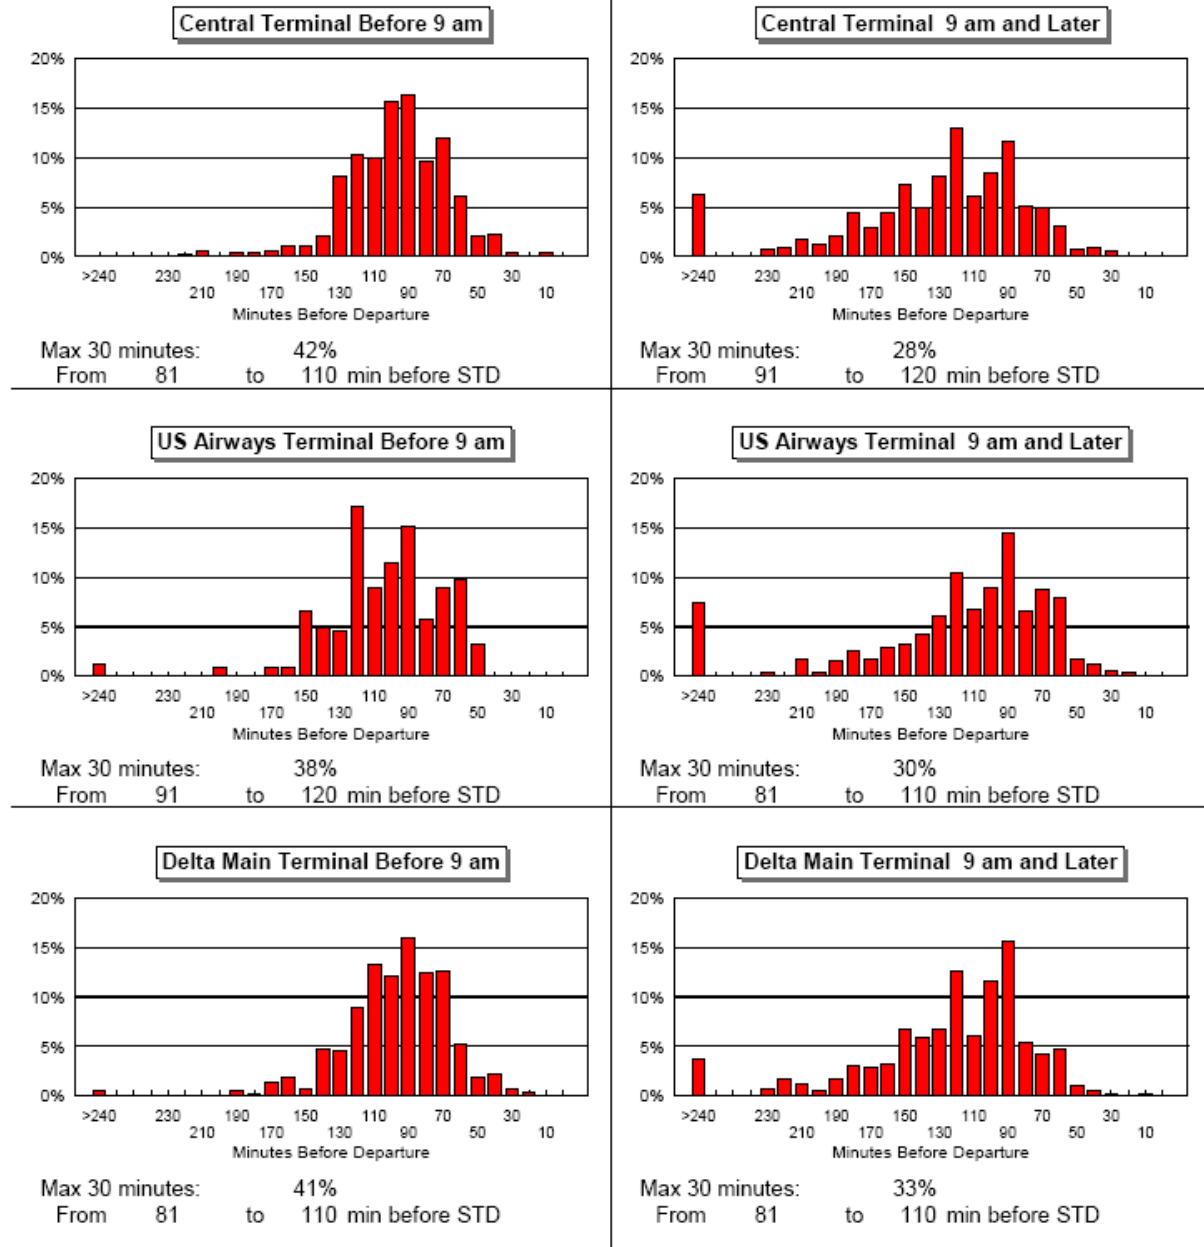 Central Terminal Before 9 am
20%
15%
10%
5%
0%
>240 230 190 150 110 70 30
210 170 130 90 50 10
Minutes Before Departure
Max 30 minutes: 42%
From 81 to 110 min before STD
Central Terminal 9 am and Later
20%
15%
10%
5%
0%
>240 230 190 150 110 70 30
210 170 130 90 50 10
Minutes Before Departure
Max 30 minutes: 28%
From 91 to 120 min before STD
US Airways Terminal Before 9 am
20%
15%
10%
5%
0%
>240 230 190 150 110 70 30
210 170 130 90 50 10
Minutes Before Departure
Max 30 minutes: 38%
From 91 to 120 min before STD
US Airways Terminal 9 am and Later
20%
15%
10%
5%
0%
>240 230 190 150 110 70 30
210 170 130 90 50 10
Minutes Before Departure
Max 30 minutes: 30%
From 81 to 110 min before STD
Delta Main Terminal Before 9 am
20%
15%
10%
5%
0%
>240 230 190 150 110 70 30
210 170 130 90 50 10
Minutes Before Departure
Max 30 minutes: 41%
From 81 to 110 min before STD
Delta Main Terminal 9 am and Later
20%
15%
10%
5%
0%
>240 230 190 150 110 70 30
210 170 130 90 50 10
Minutes Before Departure
Max 30 minutes: 33%
From 81 to 110 min before STD